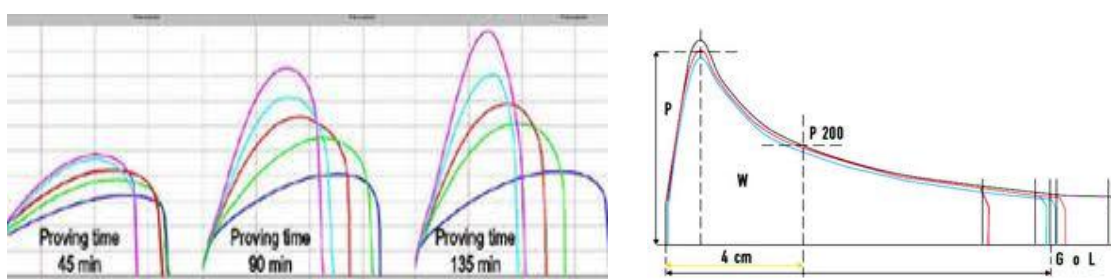 Proving time
45 min
Proving time
90 min
Proving time
135 min
P
P 200
W
4 cm
G o L